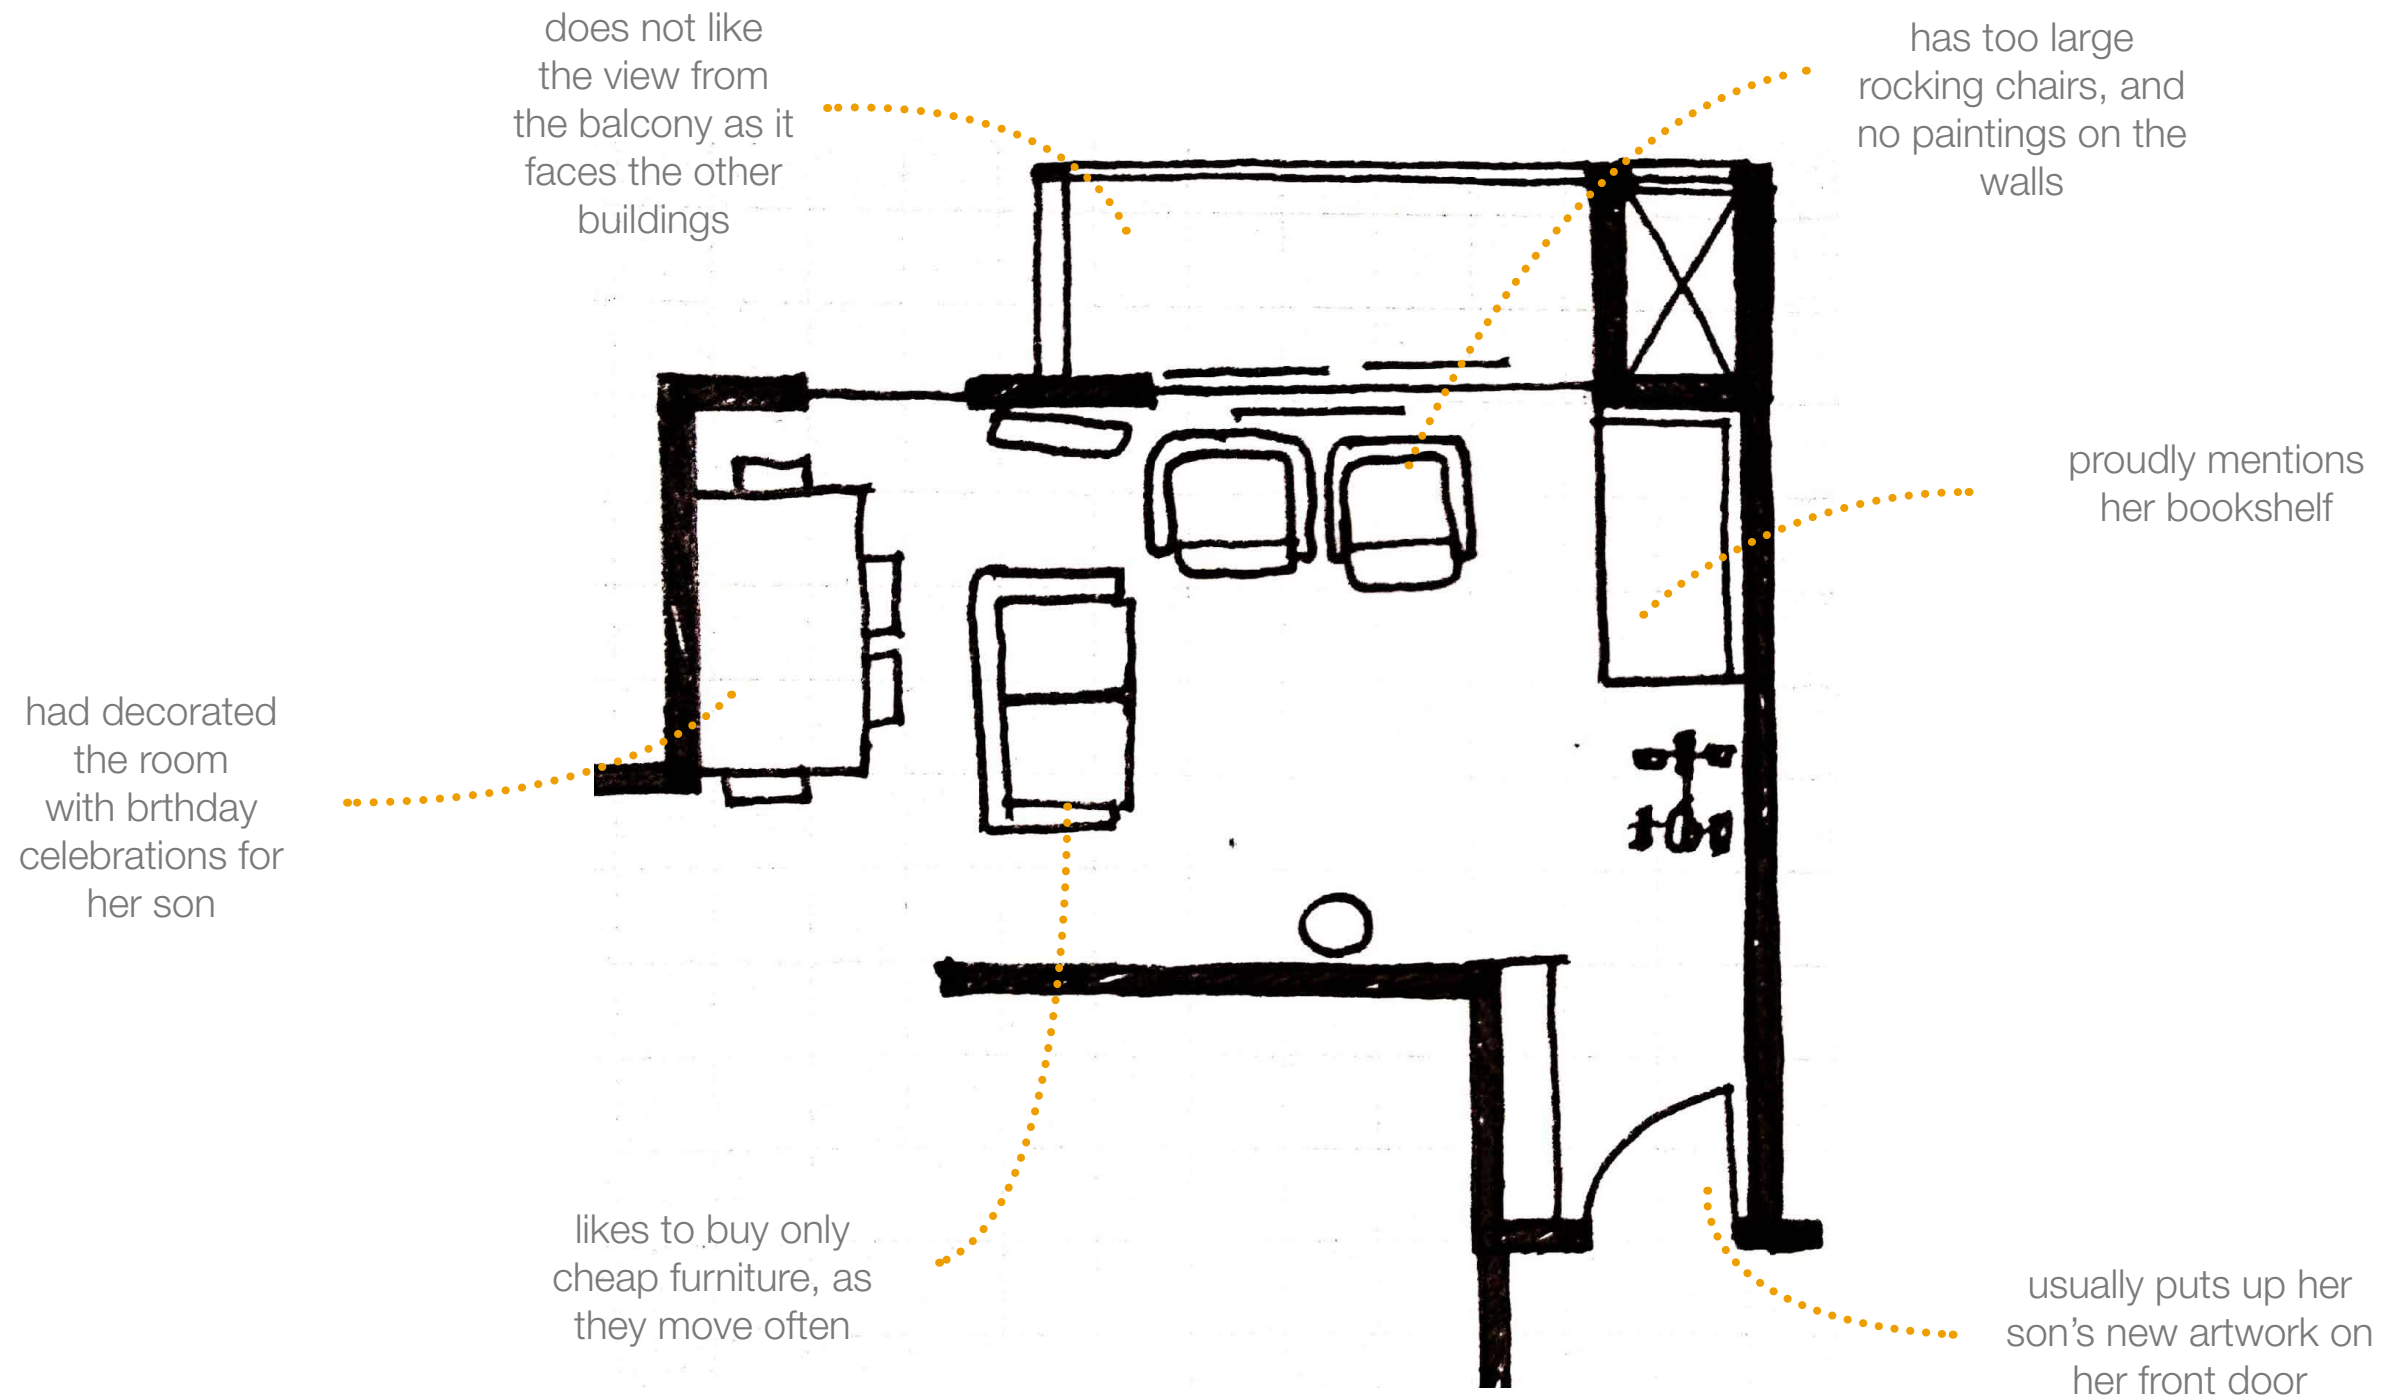 does not like
the view from
the balcony as it
faces the other
buildings
has too large
rocking chairs, and
no paintings on the
walls
proudly mentions
her bookshelf
had decorated
the room
with brthday
celebrations for
her son
likes to buy only
cheap furniture, as
they move often
usually puts up her
son’s new artwork on
her front door